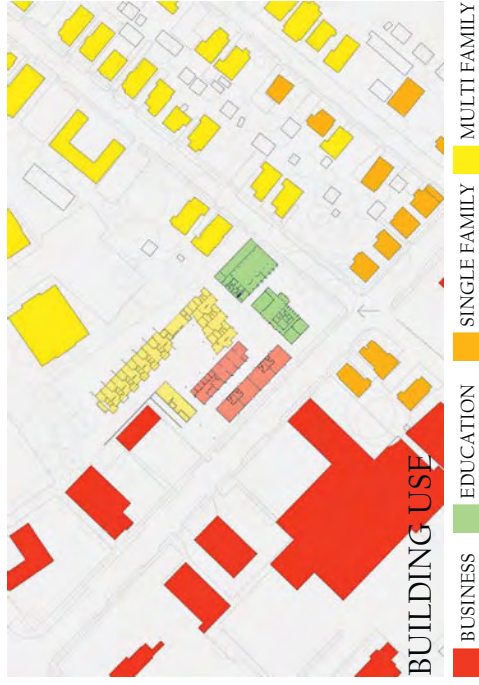 BUILDING USE
BUSINESS
EDUCATION
SINGLE FAMILY
MULTI FAMILY